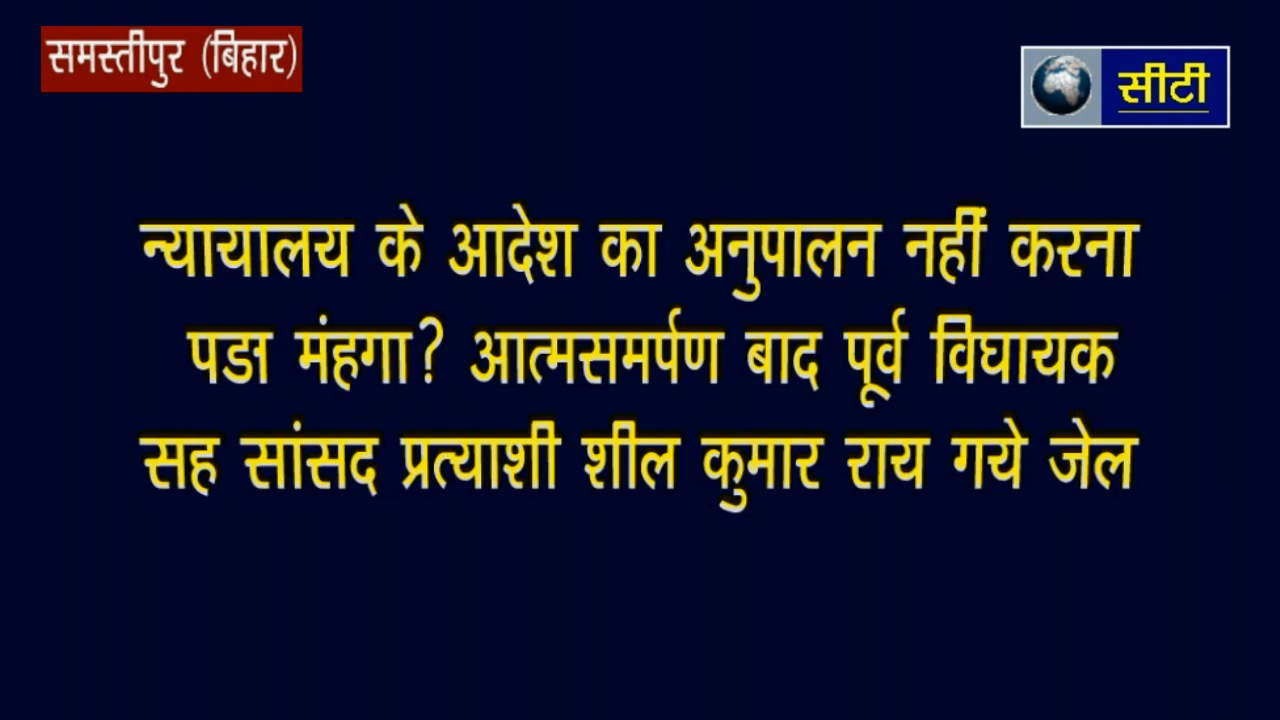 समस्तीपुर (बिहार)
सीटी
न्यायालय के आदेश का अनुपालन नहीं करना
पडा मंहगा? आत्मसमर्पण बाद पूर्व विघायक
सह सांसद प्रत्याशी शील कुमार राय गये जेल